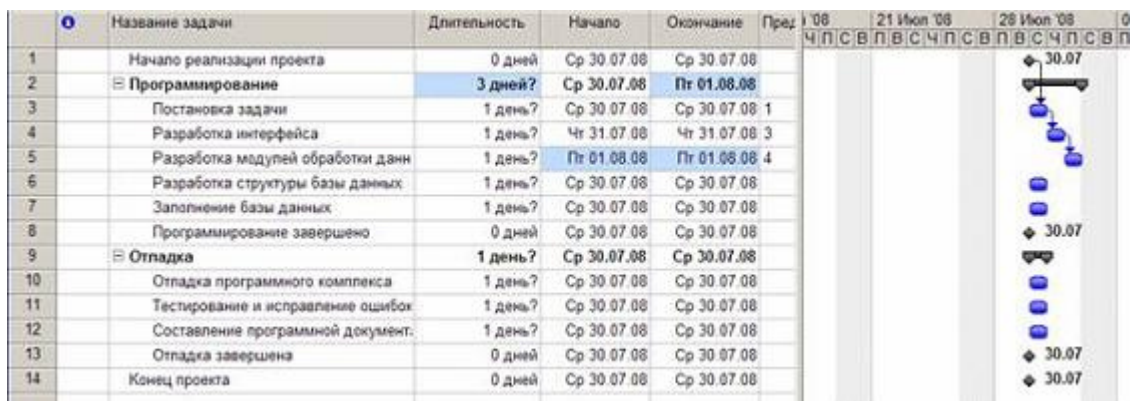 Название задачи Длительность Начало Окончание Пред '08 21 Июл '08 28 Июл '08 0
Ч П С В П В С Ч П С В П В С Ч П С В П
1 Начало реализации проекта 0 дней Ср 30.07.08 Ср 30.07.08 30.07
2 Программирование 3 дней? Ср 30.07.08 Пт 01.08.08
3 Постановка задачи 1 день? Ср 30.07.08 Ср 30.07.08 1
4 Разработка интерфейса 1 день? Чт 31.07.08 Чт 31.07.08 3
5 Разработка модулей обработки данн 1 день? Пт 01.08.08 Пт 01.08.08 4
6 Разработка структуры базы данных 1 день? Ср 30.07.08 Ср 30.07.08
7 Заполнение базы данных 1 день? Ср 30.07.08 Ср 30.07.08
8 Программирование завершено 0 дней Ср 30.07.08 Ср 30.07.08 30.07
9 Отладка 1 день? Ср 30.07.08 Ср 30.07.08
10 Отладка программного комплекса 1 день? Ср 30.07.08 Ср 30.07.08
11 Тестирование и исправление ошибок 1 день? Ср 30.07.08 Ср 30.07.08
12 Составление программной документ. 1 день? Ср 30.07.08 Ср 30.07.08
13 Отладка завершена 0 дней Ср 30.07.08 Ср 30.07.08 30.07
14 Конец проекта 0 дней Ср 30.07.08 Ср 30.07.08 30.07